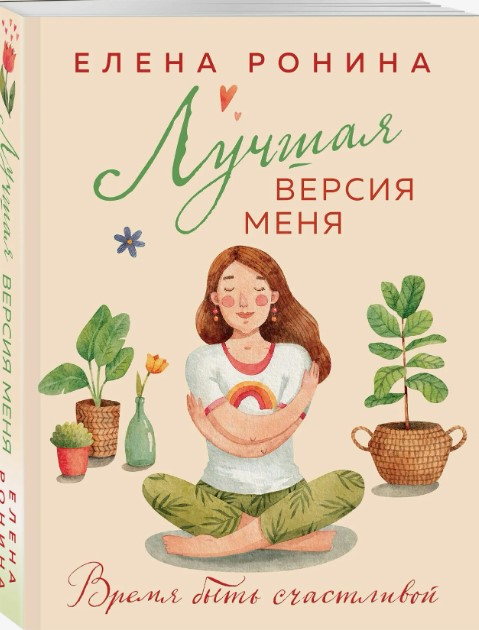 ЕЛЕНА РОНИНА
Лучшая
ВЕРСИЯ
МЕНЯ
Время быть счастливой
Лучшая ВЕРСИЯ МЕНЯ
ЕЛЕНА
РОНИНА